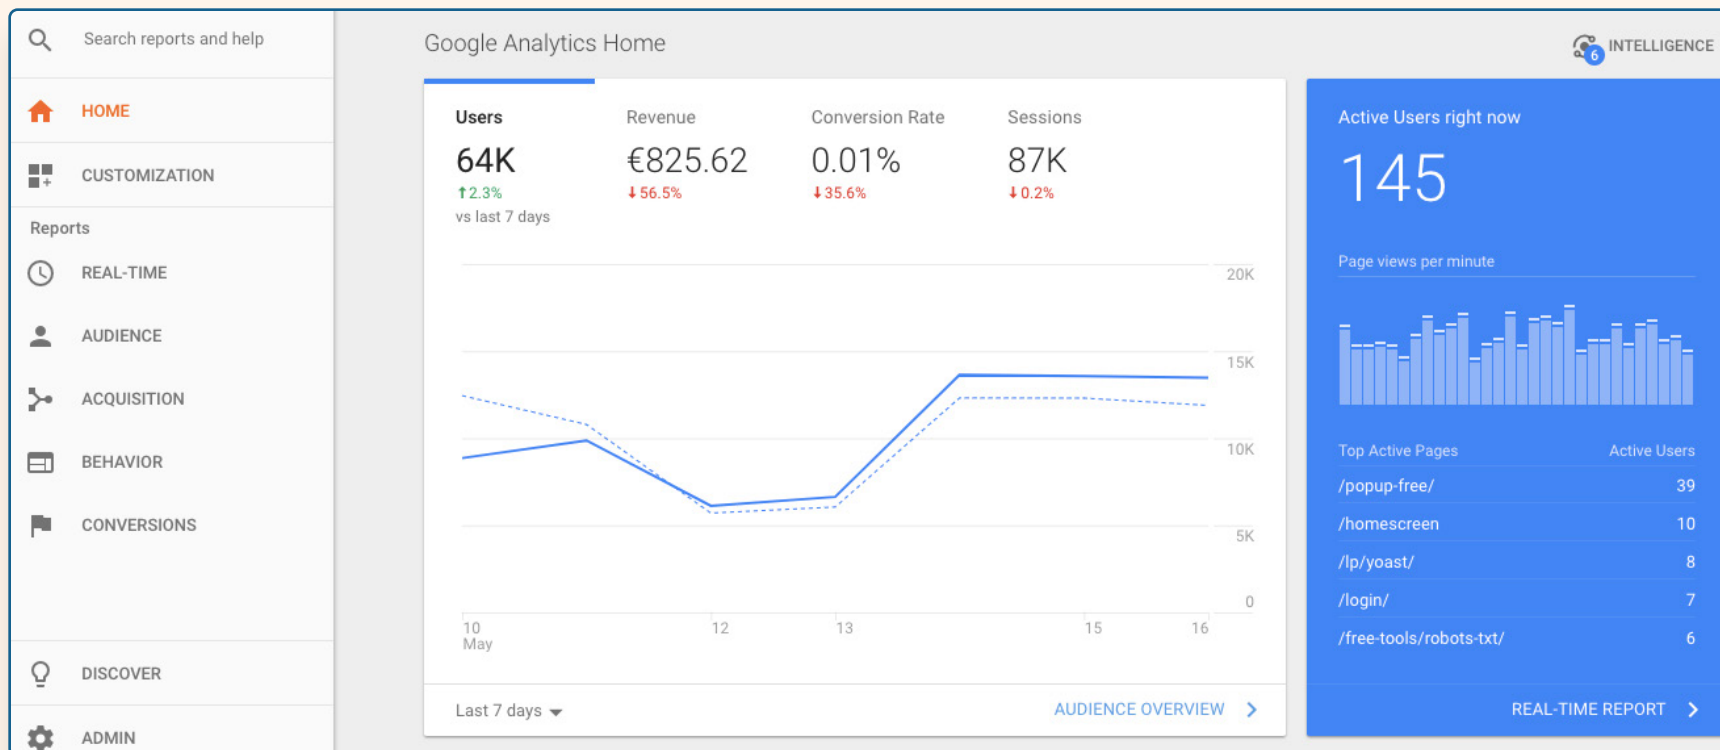 Search reports and help
HOME
CUSTOMIZATION
Reports
REAL-TIME
AUDIENCE
ACQUISITION
BEHAVIOR
CONVERSIONS
DISCOVER
ADMIN
Google Analytics Home
6 INTELLIGENCE
Users Revenue Conversion Rate Sessions
64K €825.62 0.01% 87K
↑2.3% ↓56.5% ↓35.6% ↓0.2%
vs last 7 days
20K
15K
10K
5K
0
10 12 13 15 16
May
Last 7 days AUDIENCE OVERVIEW
Active Users right now
145
Page views per minute
Top Active Pages Active Users
/popup-free/ 39
/homescreen 10
/lp/yoast/ 8
/login/ 7
/free-tools/robots-txt/ 6
REAL-TIME REPORT